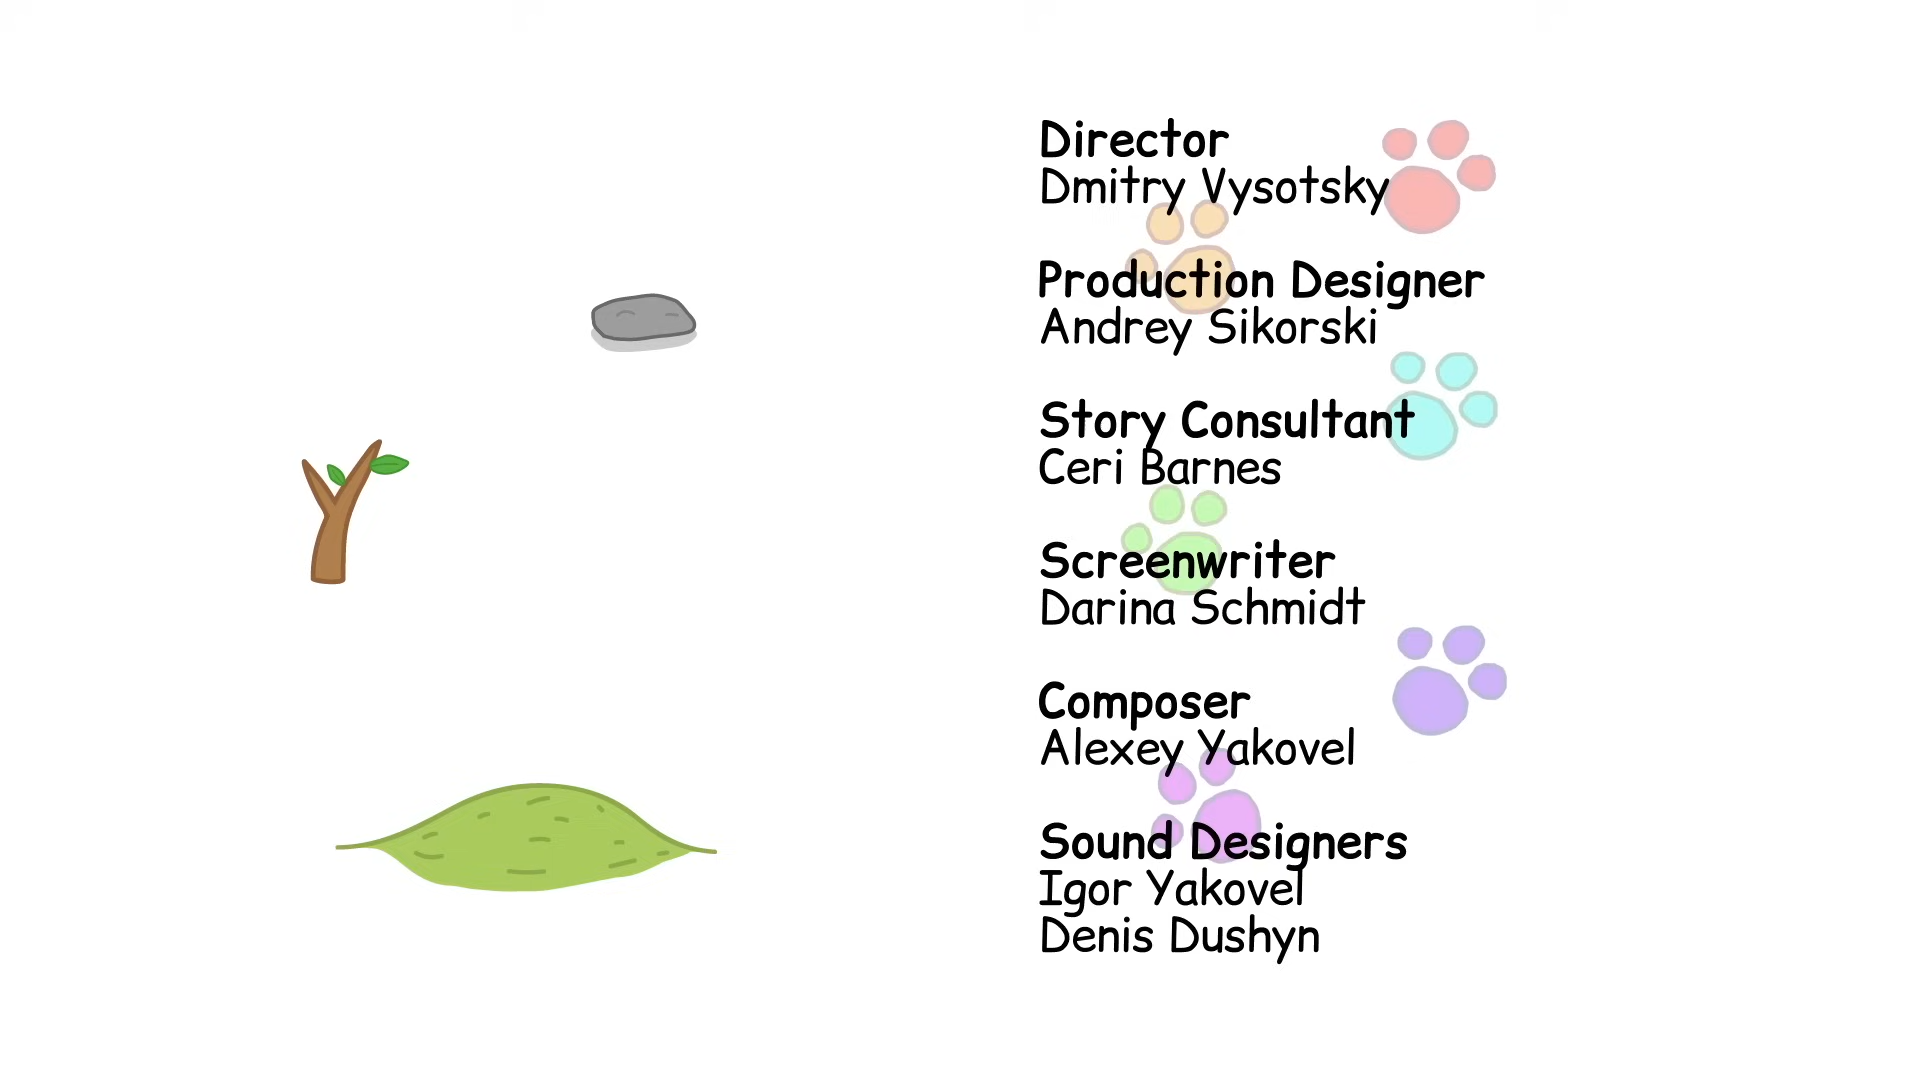 Director
Dmitry Vysotsky
Production Designer
Andrey Sikorski
Story Consultant
Ceri Barnes
Screenwriter
Darina Schmidt
Composer
Alexey Yakovel
Sound Designers
Igor Yakovel
Denis Dushyn